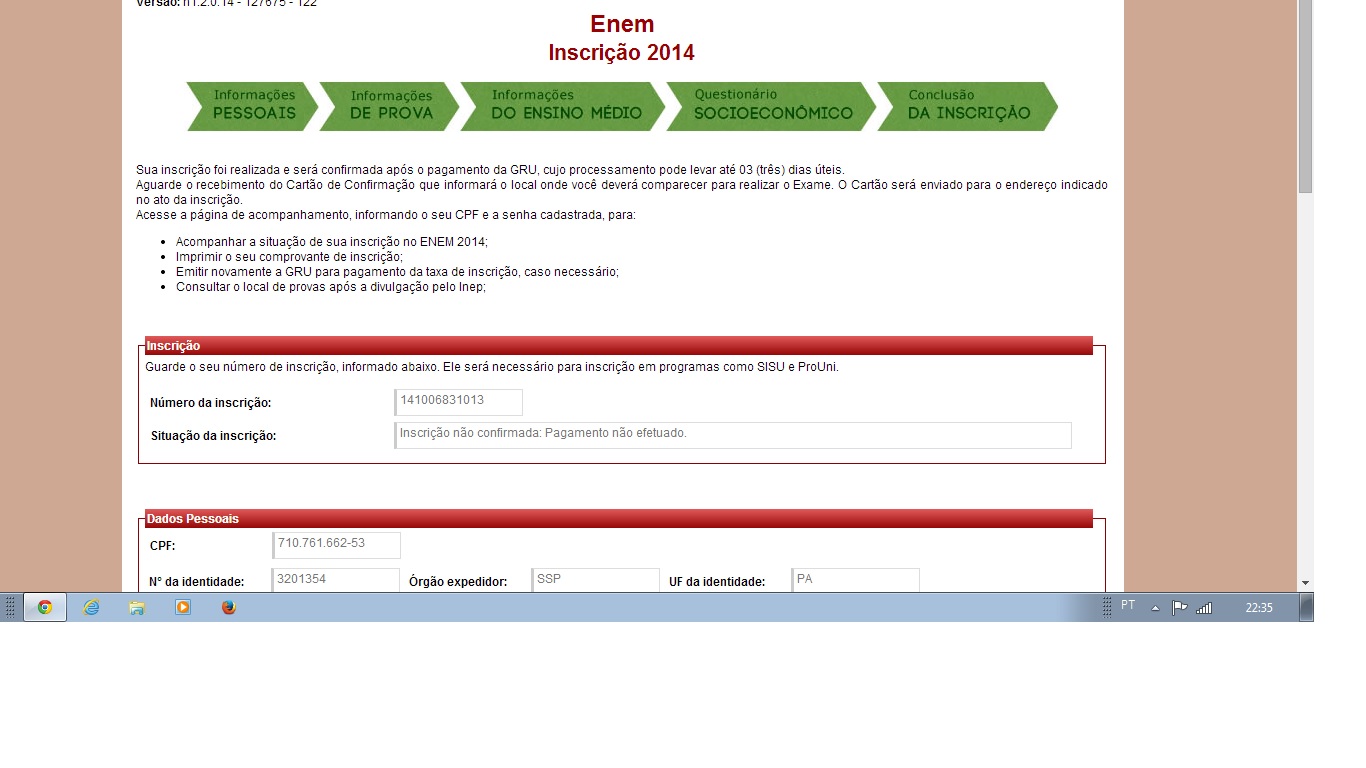 Versão: n1.2.0.14 - 127675 - 122
Enem
Inscrição 2014
Informações PESSOAIS
Informações DE PROVA
Informações DO ENSINO MÉDIO
Questionário SOCIOECONÔMICO
Conclusão DA INSCRIÇÃO
Sua inscrição foi realizada e será confirmada após o pagamento da GRU, cujo processamento pode levar até 03 (três) dias úteis.
Aguarde o recebimento do Cartão de Confirmação que informará o local onde você deverá comparecer para realizar o Exame. O Cartão será enviado para o endereço indicado
no ato da inscrição.
Acesse a página de acompanhamento, informando o seu CPF e a senha cadastrada, para:
• Acompanhar a situação de sua inscrição no ENEM 2014;
• Imprimir o seu comprovante de inscrição;
• Emitir novamente a GRU para pagamento da taxa de inscrição, caso necessário;
• Consultar o local de provas após a divulgação pelo Inep;
Inscrição
Guarde o seu número de inscrição, informado abaixo. Ele será necessário para inscrição em programas como SISU e ProUni.
Número da inscrição: 141006831013
Situação da inscrição: Inscrição não confirmada: Pagamento não efetuado.
Dados Pessoais
CPF: 710.761.662-53
Nº da identidade: 3201354 Órgão expedidor: SSP UF da identidade: PA
PT 22:35